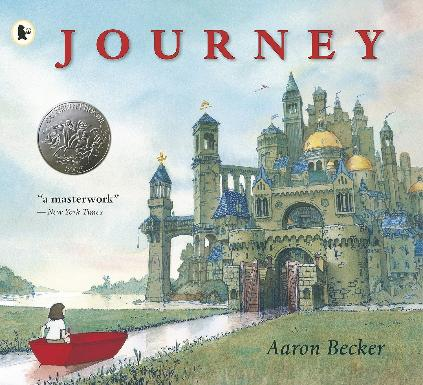 JOURNEY
“a masterwork”
— New York Times
Aaron Becker